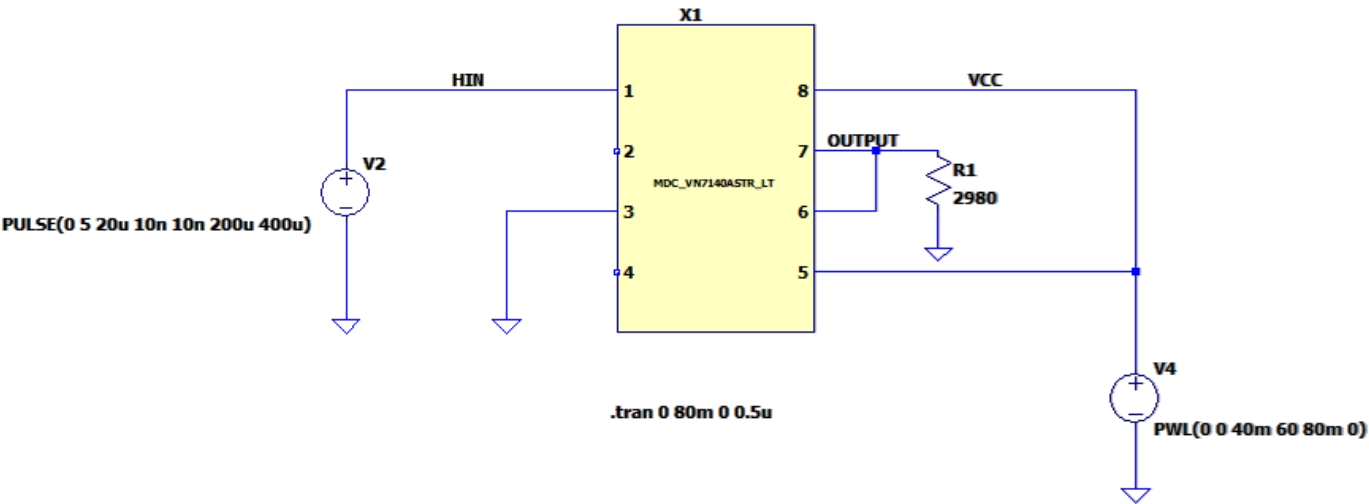 X1
HIN
1
8
VCC
2
7
OUTPUT
V2
R1
MDC_VN7140ASTR_LT
2980
3
6
PULSE(0 5 20u 10n 10n 200u 400u)
4
5
V4
.tran 0 80m 0 0.5u
PWL(0 0 40m 60 80m 0)